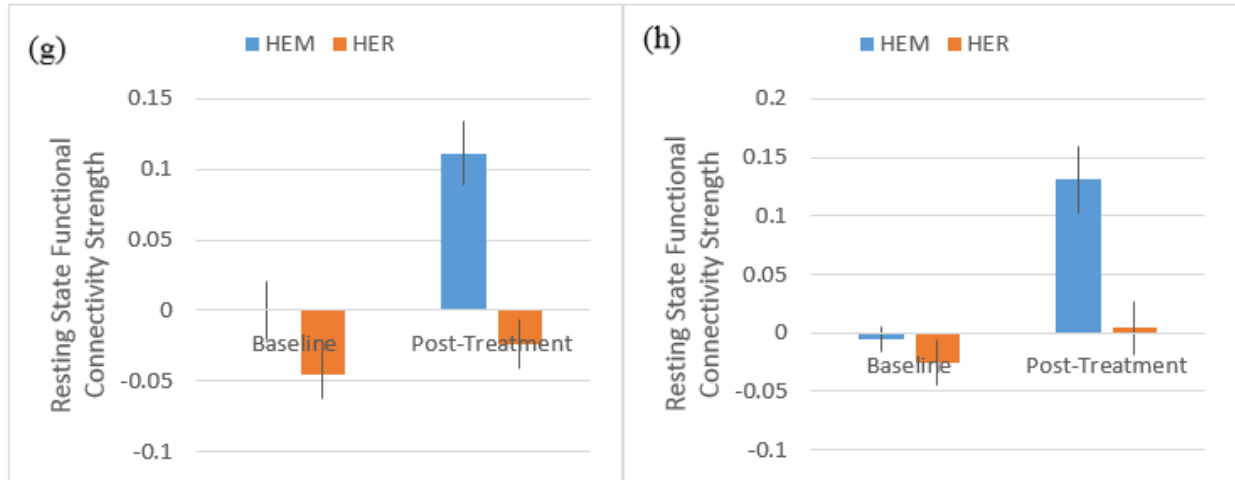 (g)
HEM HER
0.15
0.1
0.05
0
-0.05
-0.1
Resting State Functional
Connectivity Strength
Baseline
Post-Treatment
(h)
HEM HER
0.2
0.15
0.1
0.05
0
-0.05
-0.1
Resting State Functional
Connectivity Strength
Baseline
Post-Treatment